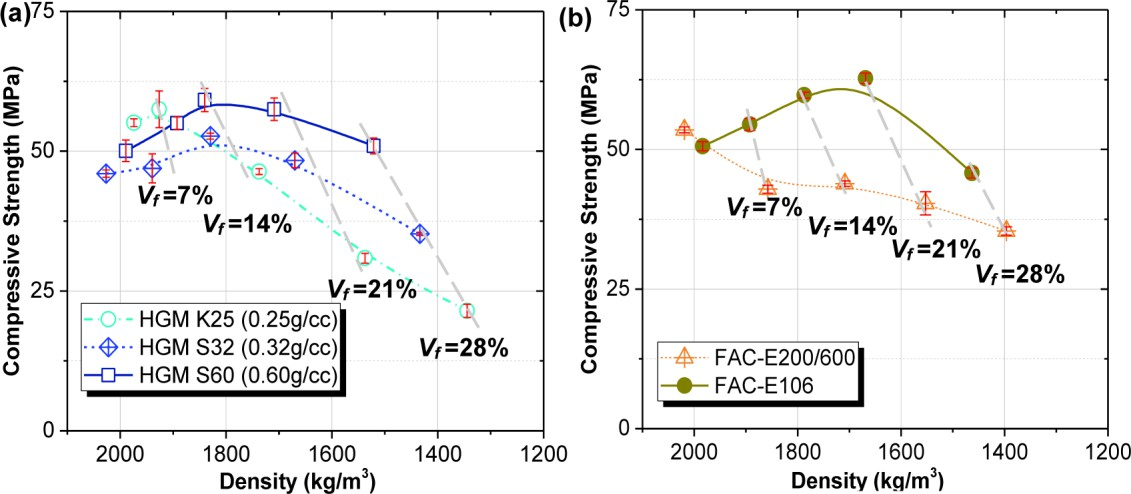 (a)
75
50
25
0
Compressive Strength (MPa)
V_f=7%
V_f=14%
V_f=21%
V_f=28%
HGM K25 (0.25g/cc)
HGM S32 (0.32g/cc)
HGM S60 (0.60g/cc)
2000 1800 1600 1400 1200
Density (kg/m³)
(b)
75
50
25
0
Compressive Strength (MPa)
V_f=7%
V_f=14%
V_f=21%
V_f=28%
FAC-E200/600
FAC-E106
2000 1800 1600 1400 1200
Density (kg/m³)